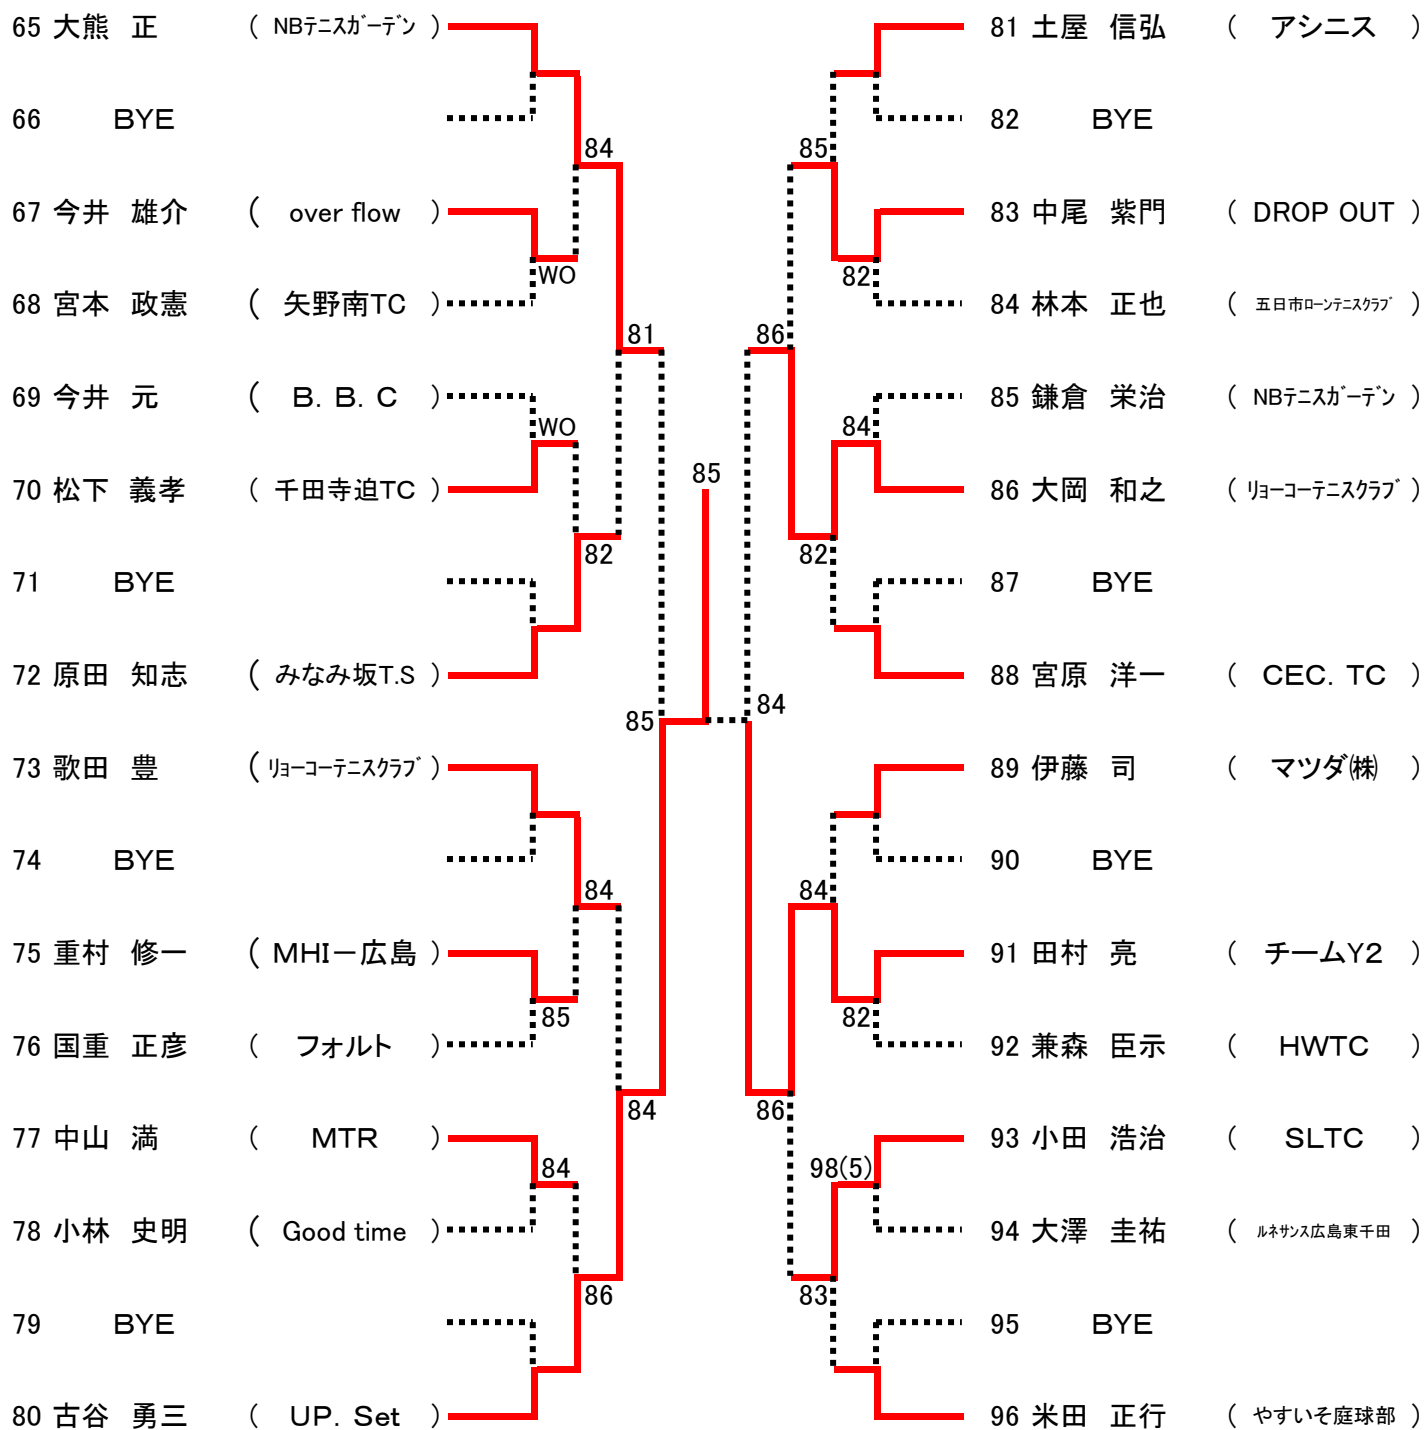 65 大熊 正 ( NBテニスガーデン )
66 BYE
84
67 今井 雄介 ( over flow )
WO
68 宮本 政憲 ( 矢野南TC )
81
69 今井 元 ( B. B. C )
WO
70 松下 義孝 ( 千田寺迫TC )
82
71 BYE
72 原田 知志 ( みなみ坂T.S )
85
73 歌田 豊 ( リョーコーテニスクラブ )
74 BYE
84
75 重村 修一 ( MHI－広島 )
85
76 国重 正彦 ( フォルト )
84
77 中山 満 ( MTR )
84
78 小林 史明 ( Good time )
86
79 BYE
80 古谷 勇三 ( UP. Set )
85
81 土屋 信弘 ( アシニス )
82 BYE
85
83 中尾 紫門 ( DROP OUT )
82
84 林本 正也 ( 五日市ローンテニスクラブ )
86
85 鎌倉 栄治 ( NBテニスガーデン )
84
86 大岡 和之 ( リョーコーテニスクラブ )
82
87 BYE
88 宮原 洋一 ( CEC. TC )
84
89 伊藤 司 ( マツダ㈱ )
90 BYE
84
91 田村 亮 ( チームY2 )
82
92 兼森 臣示 ( HWTC )
86
93 小田 浩治 ( SLTC )
98(5)
94 大澤 圭祐 ( ルネサンス広島東千田 )
83
95 BYE
96 米田 正行 ( やすいそ庭球部 )